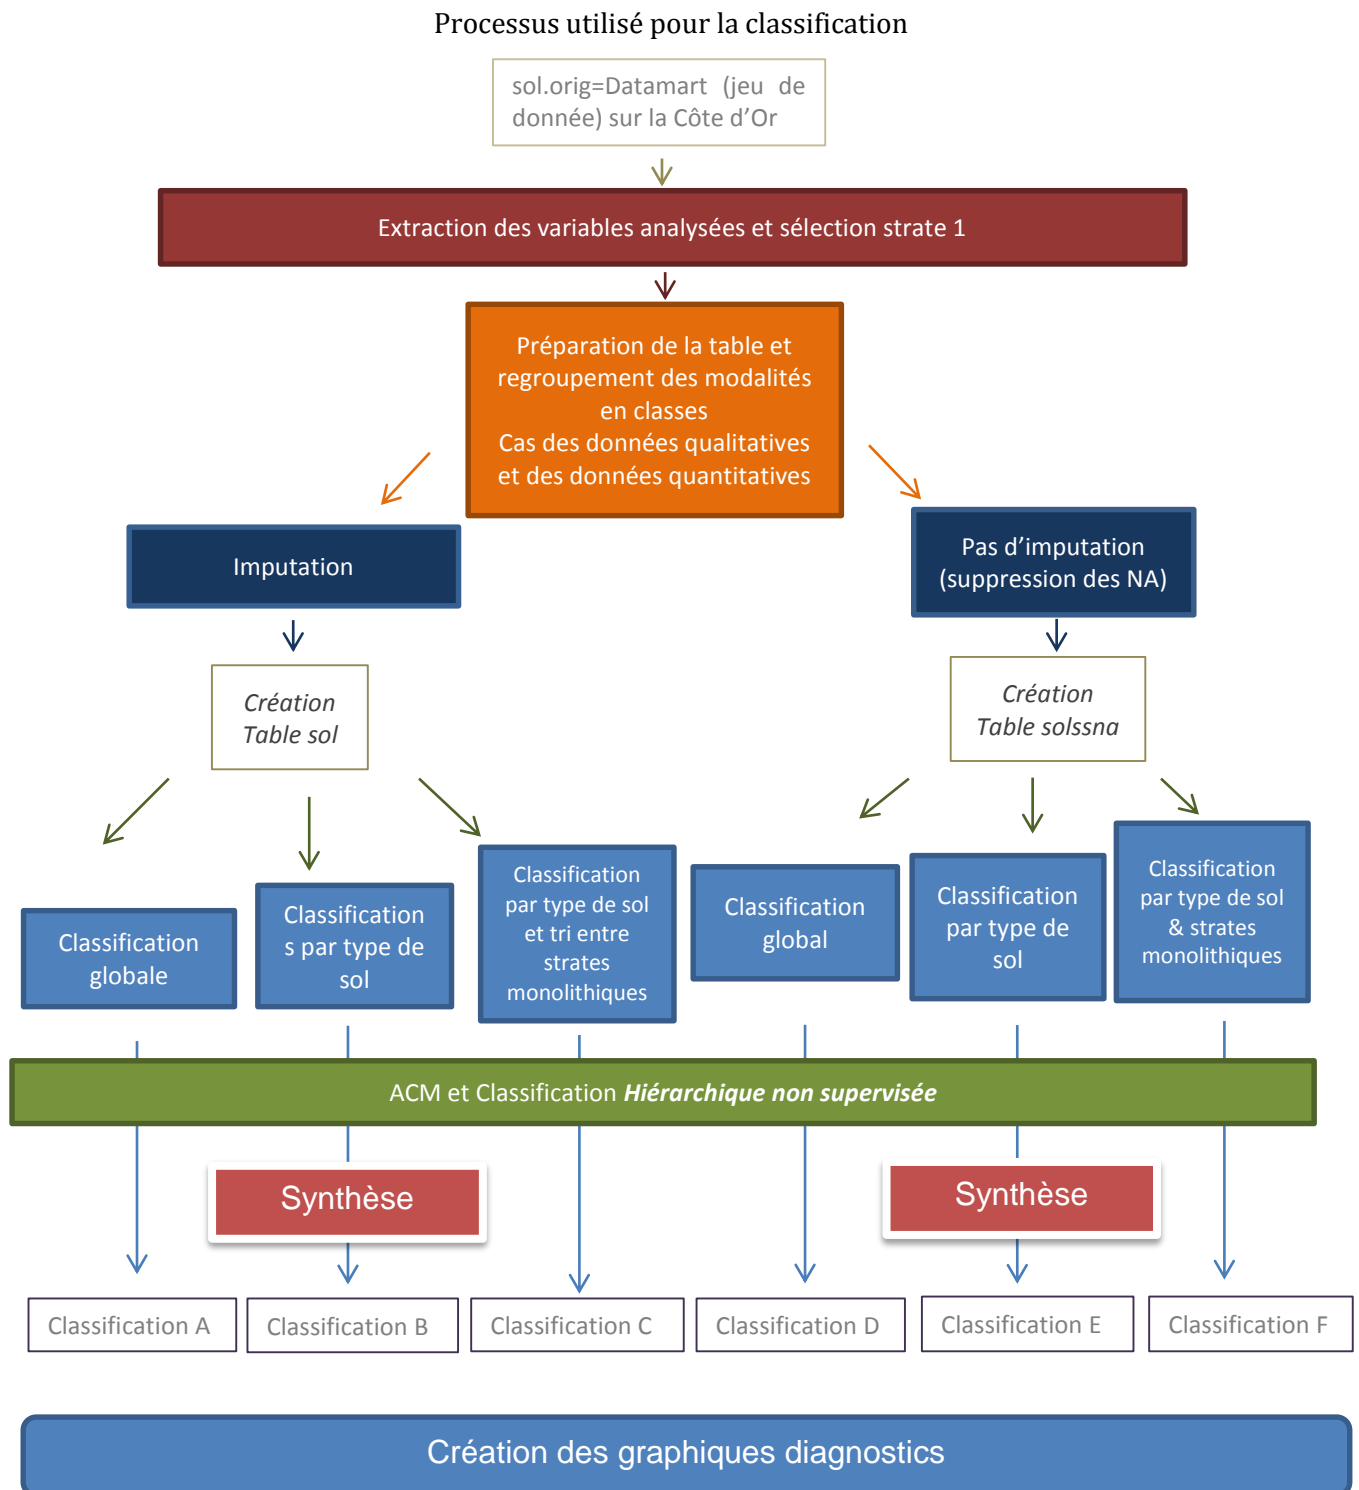 Processus utilisé pour la classification
sol.orig=Datamart (jeu de
donnée) sur la Côte d’Or
Extraction des variables analysées et sélection strate 1
Préparation de la table et
regroupement des modalités
en classes
Cas des données qualitatives
et des données quantitatives
Imputation
Pas d’imputation
(suppression des NA)
Création
Table sol
Création
Table solssna
Classification
globale
Classification
s par type de
sol
Classification
par type de sol
et tri entre
strates
monolithiques
Classification
global
Classification
par type de
sol
Classification
par type de sol
& strates
monolithiques
ACM et Classification Hiérarchique non supervisée
Synthèse
Synthèse
Classification A
Classification B
Classification C
Classification D
Classification E
Classification F
Création des graphiques diagnostics